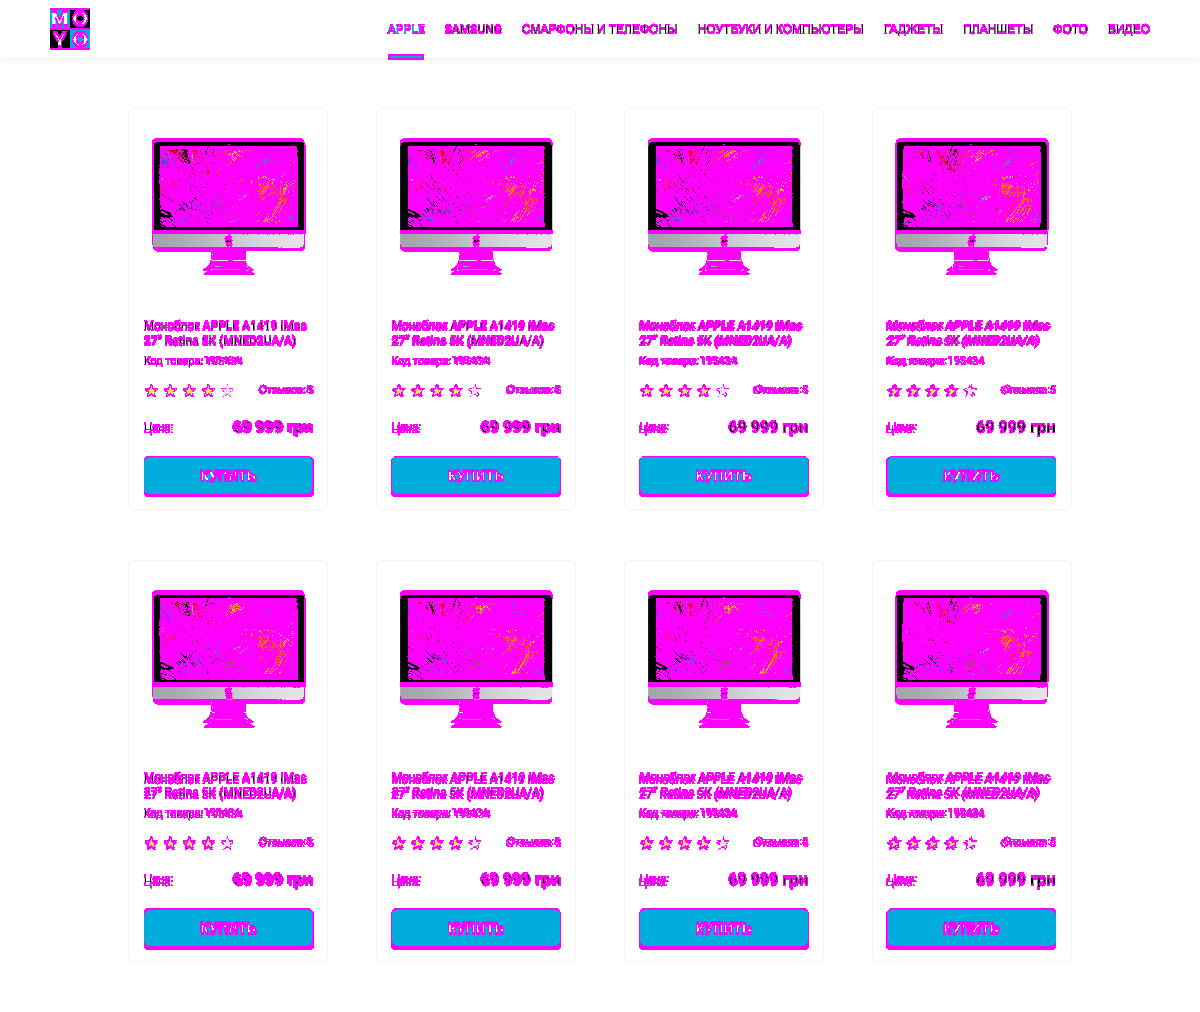 MO
YO
APPLE SAMSUNG СМАРФОНЫ И ТЕЛЕФОНЫ НОУТБУКИ И КОМПЬЮТЕРЫ ГАДЖЕТЫ ПЛАНШЕТЫ ФОТО ВИДЕО
Моноблок APPLE A1419 iMac
27" Retina 5K (MNED2UA/A)
Код товара: 195434
Отзывов: 5
Цена: 69 999 грн
КУПИТЬ
Моноблок APPLE A1419 iMac
27" Retina 5K (MNED2UA/A)
Код товара: 195434
Отзывов: 5
Цена: 69 999 грн
КУПИТЬ
Моноблок APPLE A1419 iMac
27" Retina 5K (MNED2UA/A)
Код товара: 195434
Отзывов: 5
Цена: 69 999 грн
КУПИТЬ
Моноблок APPLE A1419 iMac
27" Retina 5K (MNED2UA/A)
Код товара: 195434
Отзывов: 5
Цена: 69 999 грн
КУПИТЬ
Моноблок APPLE A1419 iMac
27" Retina 5K (MNED2UA/A)
Код товара: 195434
Отзывов: 5
Цена: 69 999 грн
КУПИТЬ
Моноблок APPLE A1419 iMac
27" Retina 5K (MNED2UA/A)
Код товара: 195434
Отзывов: 5
Цена: 69 999 грн
КУПИТЬ
Моноблок APPLE A1419 iMac
27" Retina 5K (MNED2UA/A)
Код товара: 195434
Отзывов: 5
Цена: 69 999 грн
КУПИТЬ
Моноблок APPLE A1419 iMac
27" Retina 5K (MNED2UA/A)
Код товара: 195434
Отзывов: 5
Цена: 69 999 грн
КУПИТЬ